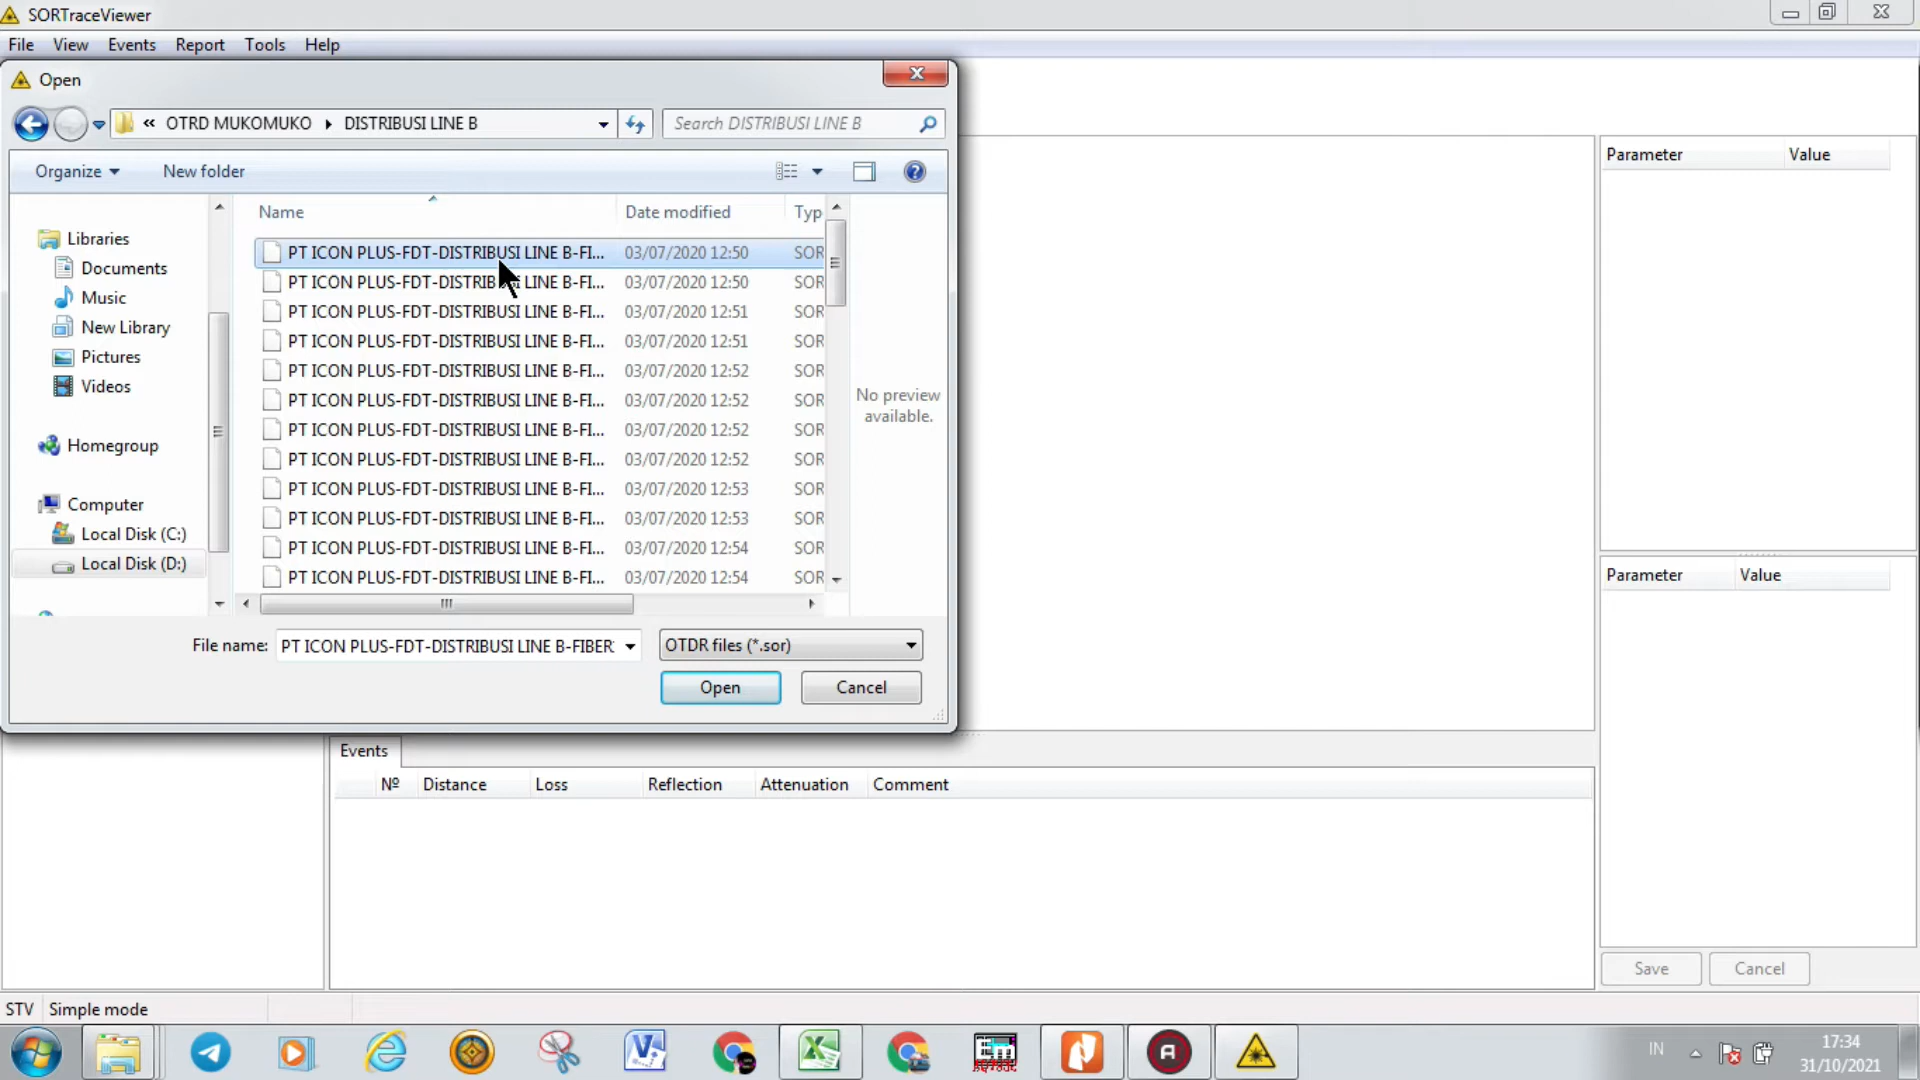 SORTraceViewer
File View Events Report Tools Help
Open
« OTRD MUKOMUKO DISTRIBUSI LINE B
Search DISTRIBUSI LINE B
Organize New folder
Name Date modified Typ
Libraries
Documents
Music
New Library
Pictures
Videos
Homegroup
Computer
Local Disk (C:)
Local Disk (D:)
PT ICON PLUS-FDT-DISTRIBUSI LINE B-FI... 03/07/2020 12:50 SOR
PT ICON PLUS-FDT-DISTRIBUSI LINE B-FI... 03/07/2020 12:50 SOR
PT ICON PLUS-FDT-DISTRIBUSI LINE B-FI... 03/07/2020 12:51 SOR
PT ICON PLUS-FDT-DISTRIBUSI LINE B-FI... 03/07/2020 12:51 SOR
PT ICON PLUS-FDT-DISTRIBUSI LINE B-FI... 03/07/2020 12:52 SOR
PT ICON PLUS-FDT-DISTRIBUSI LINE B-FI... 03/07/2020 12:52 SOR
PT ICON PLUS-FDT-DISTRIBUSI LINE B-FI... 03/07/2020 12:52 SOR
PT ICON PLUS-FDT-DISTRIBUSI LINE B-FI... 03/07/2020 12:52 SOR
PT ICON PLUS-FDT-DISTRIBUSI LINE B-FI... 03/07/2020 12:53 SOR
PT ICON PLUS-FDT-DISTRIBUSI LINE B-FI... 03/07/2020 12:53 SOR
PT ICON PLUS-FDT-DISTRIBUSI LINE B-FI... 03/07/2020 12:54 SOR
PT ICON PLUS-FDT-DISTRIBUSI LINE B-FI... 03/07/2020 12:54 SOR
No preview
available.
File name: PT ICON PLUS-FDT-DISTRIBUSI LINE B-FIBER
OTDR files (*.sor)
Open Cancel
Parameter Value
Parameter Value
Events
Nº Distance Loss Reflection Attenuation Comment
Save Cancel
STV Simple mode
IN
17:34
31/10/2021